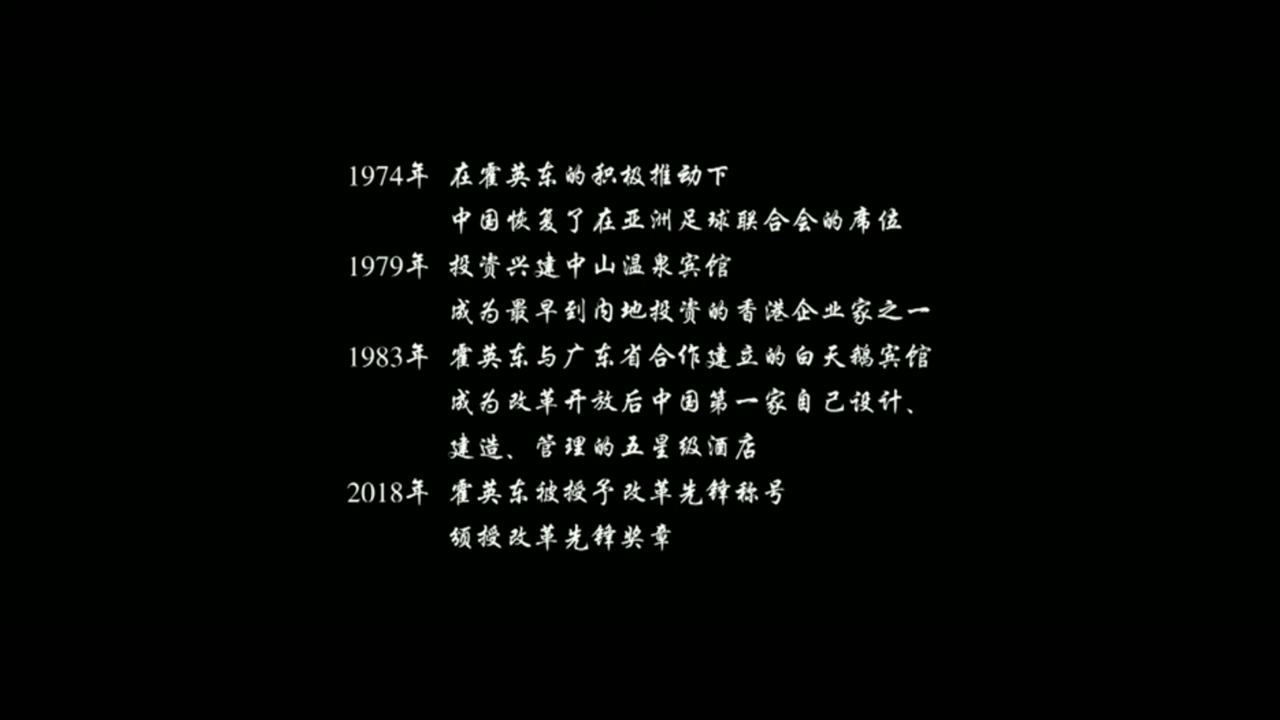 1974年 在霍英东的积极推动下
中国恢复了在亚洲足球联合会的席位
1979年 投资兴建中山温泉宾馆
成为最早到内地投资的香港企业家之一
1983年 霍英东与广东省合作建立的白天鹅宾馆
成为改革开放后中国第一家自己设计、
建造、管理的五星级酒店
2018年 霍英东被授予改革先锋称号
颁授改革先锋奖章